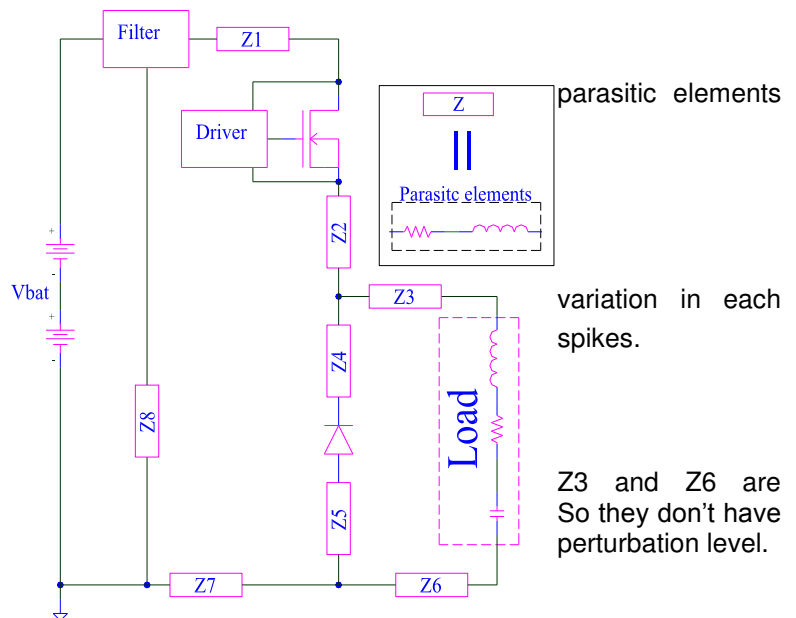 Filter
Z1
parasitic elements
Z
Driver
Parasitc elements
Z2
+
-
Vbat
+
-
Z3
variation in each
spikes.
Z4
Load
Z8
Z5
Z3 and Z6 are
So they don't have
perturbation level.
Z7
Z6